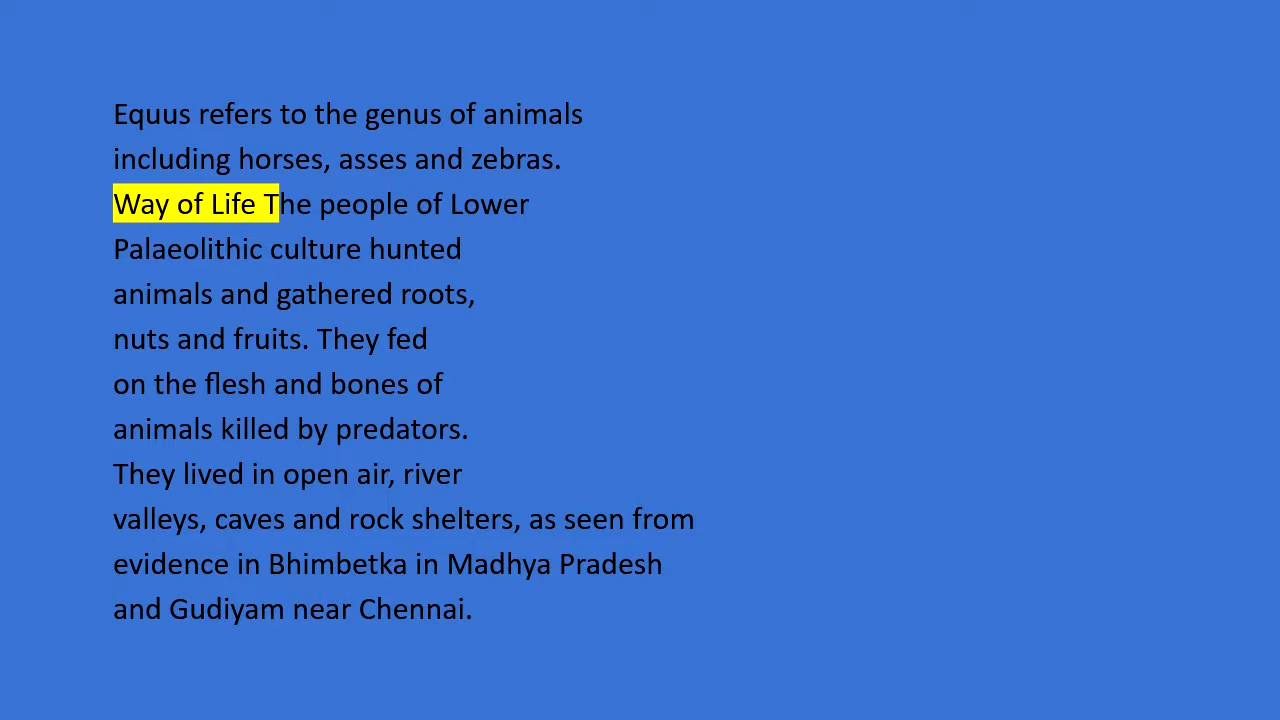 Equus refers to the genus of animals
including horses, asses and zebras.
Way of Life The people of Lower
Palaeolithic culture hunted
animals and gathered roots,
nuts and fruits. They fed
on the flesh and bones of
animals killed by predators.
They lived in open air, river
valleys, caves and rock shelters, as seen from
evidence in Bhimbetka in Madhya Pradesh
and Gudiyam near Chennai.